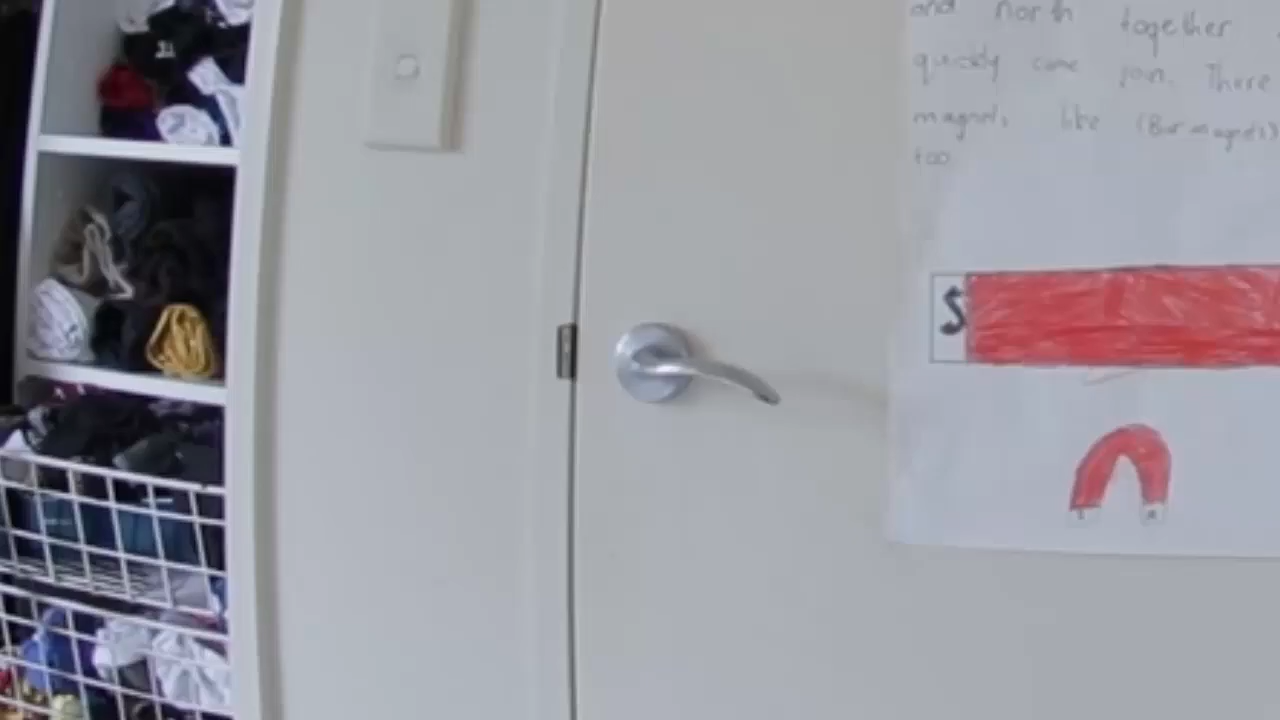 and north together
quickly come join. There
magnets like (Bar magnets)
too
S